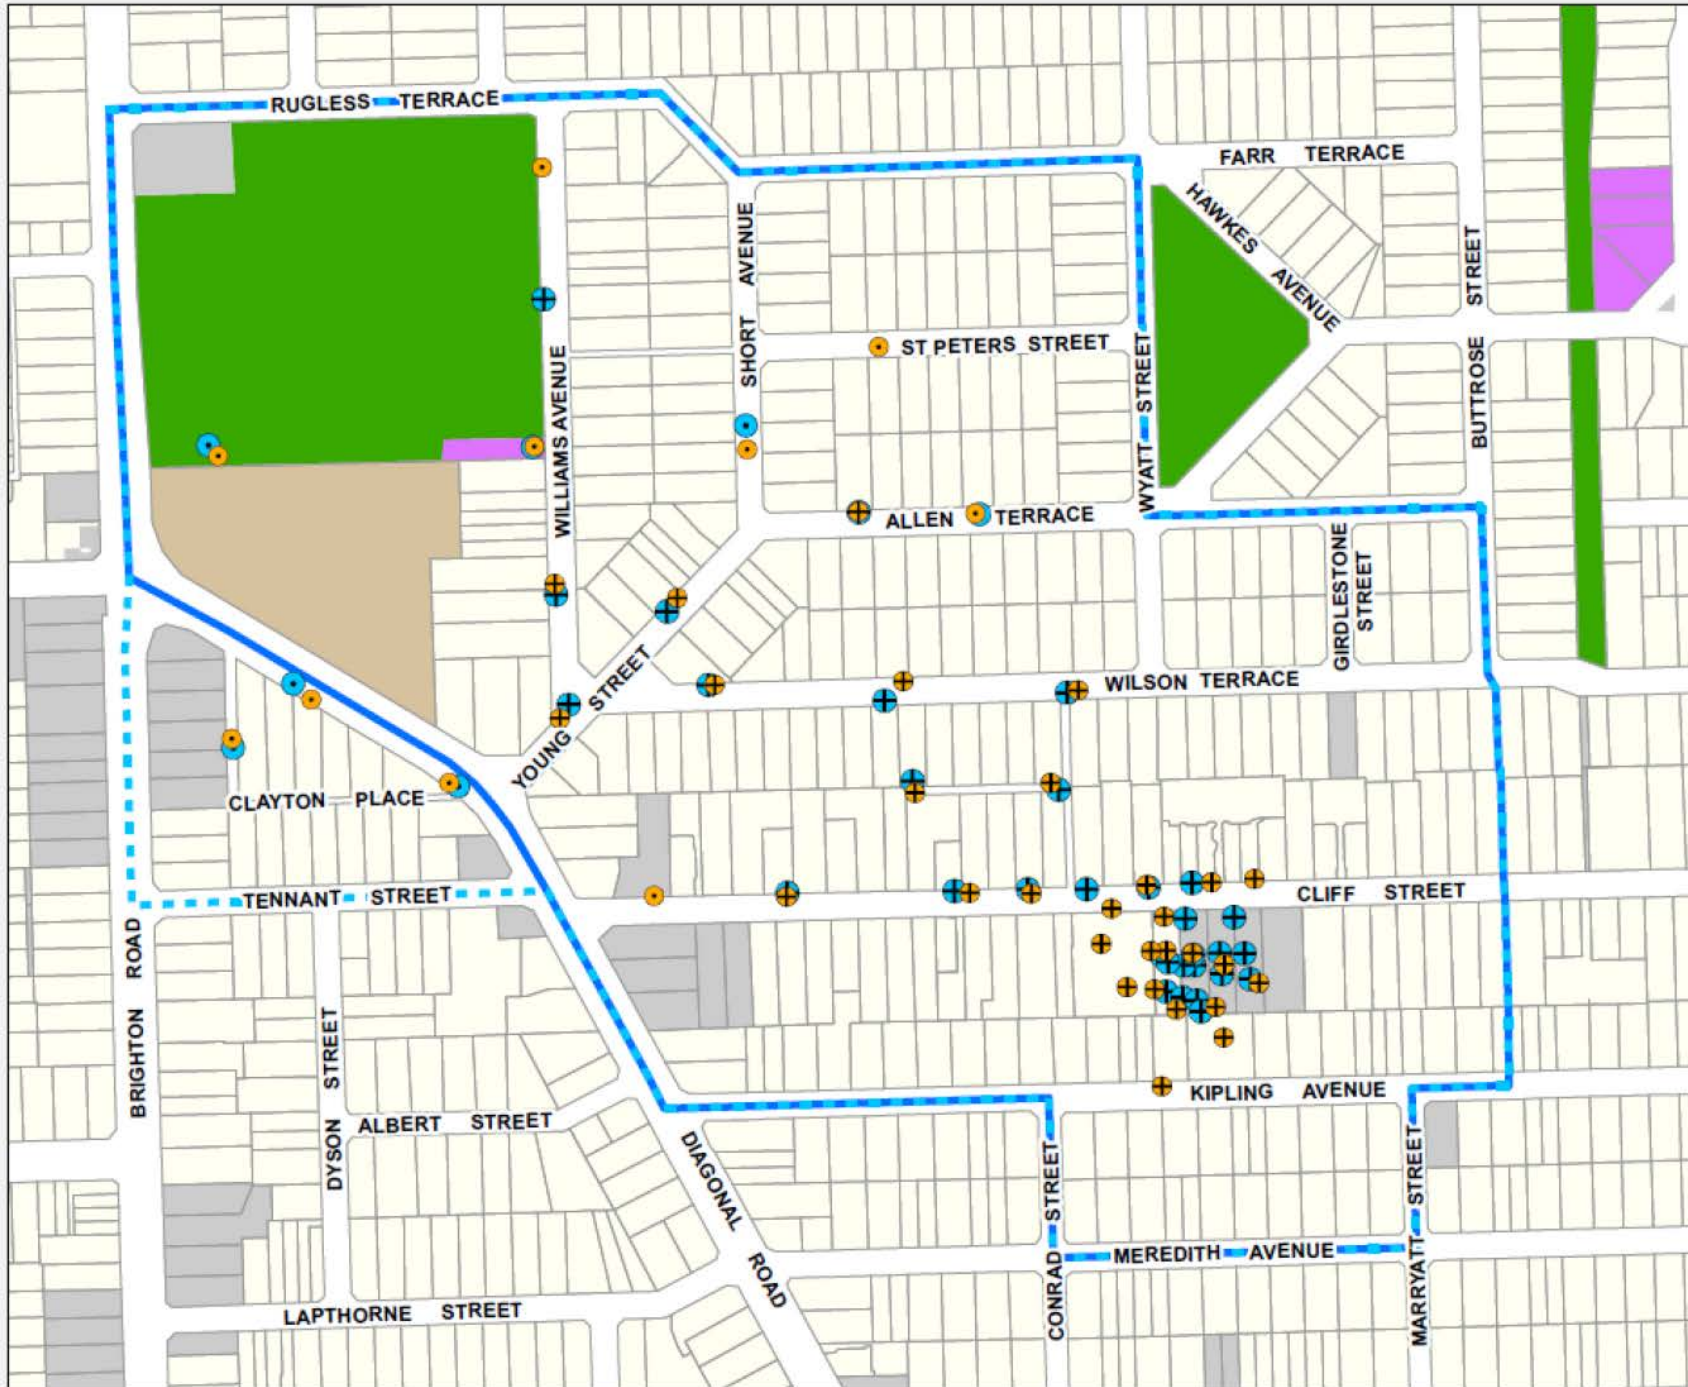 RUGLESS TERRACE
FARR TERRACE
HAWKES AVENUE
SHORT AVENUE
BUTTROSE STREET
ST PETERS STREET
WYATT STREET
WILLIAMS AVENUE
ALLEN TERRACE
GIRDLESTONE
STREET
WILSON TERRACE
YOUNG STREET
CLAYTON PLACE
TENNANT STREET
CLIFF STREET
BRIGHTON ROAD
DYSON STREET
KIPLING AVENUE
ALBERT STREET
DIAGONAL ROAD
CONRAD STREET
MARRYATT STREET
MEREDITH AVENUE
LAPTHORNE STREET